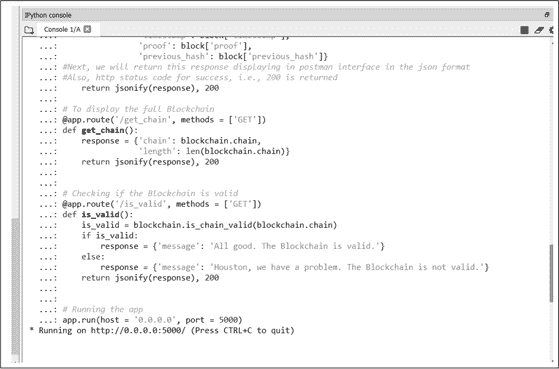 IPython console
Console 1/A
...: 'proof': block['proof'],
...: 'previous_hash': block['previous_hash']}
...: #Next, we will return this response displaying in postman interface in the json format
...: #Also, http status code for success, i.e., 200 is returned
...: return jsonify(response), 200
...:
...: # To display the full Blockchain
...: @app.route('/get_chain', methods = ['GET'])
...: def get_chain():
...: response = {'chain': blockchain.chain,
...: 'length': len(blockchain.chain)}
...: return jsonify(response), 200
...:
...:
...: # Checking if the Blockchain is valid
...: @app.route('/is_valid', methods = ['GET'])
...: def is_valid():
...: is_valid = blockchain.is_chain_valid(blockchain.chain)
...: if is_valid:
...: response = {'message': 'All good. The Blockchain is valid.'}
...: else:
...: response = {'message': 'Houston, we have a problem. The Blockchain is not valid.'}
...: return jsonify(response), 200
...:
...:
...: # Running the app
...: app.run(host = '0.0.0.0', port = 5000)
* Running on http://0.0.0.0:5000/ (Press CTRL+C to quit)